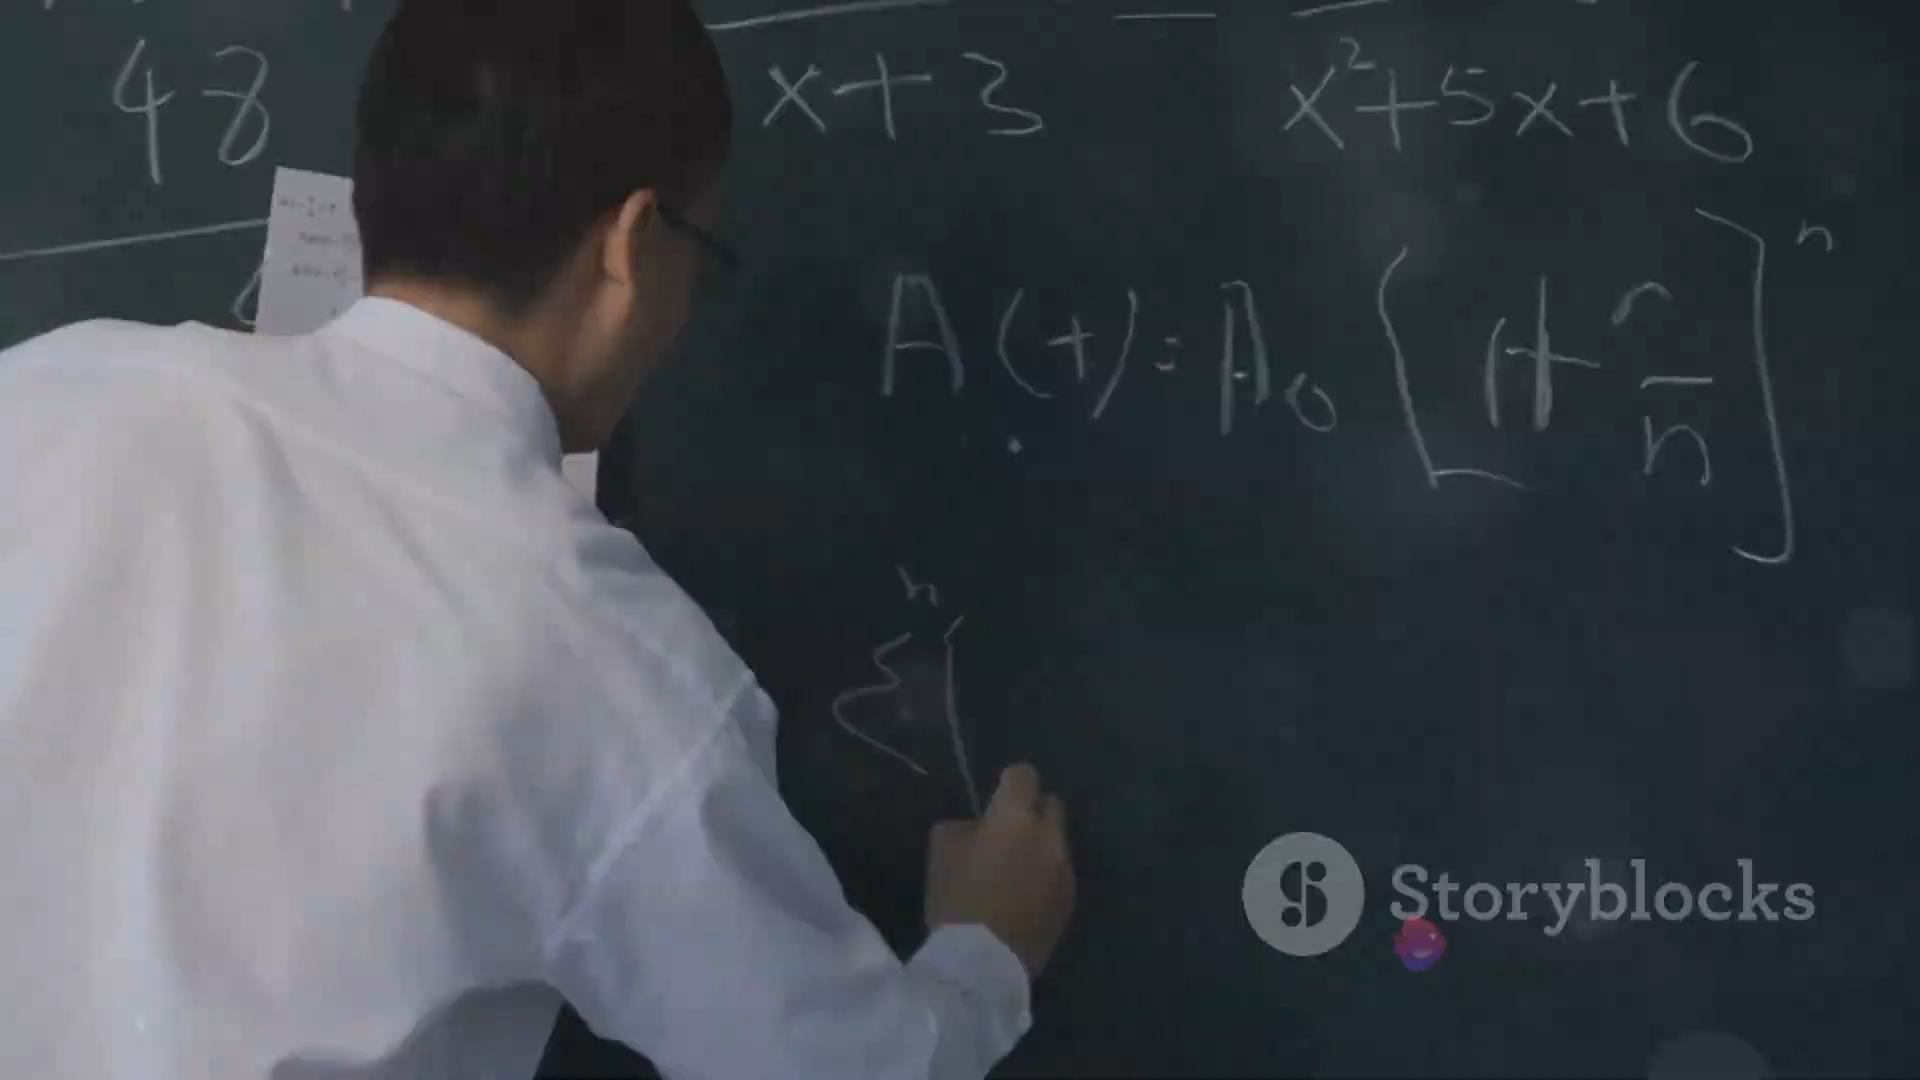 48 x+3 x²+5x+6
A(t)=A₀[1+r/n]ⁿ
n
Σ
Storyblocks